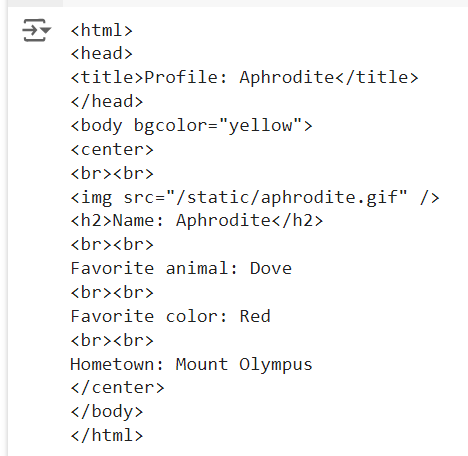 <html>
<head>
<title>Profile: Aphrodite</title>
</head>
<body bgcolor="yellow">
<center>
<br><br>
<img src="/static/aphrodite.gif" />
<h2>Name: Aphrodite</h2>
<br><br>
Favorite animal: Dove
<br><br>
Favorite color: Red
<br><br>
Hometown: Mount Olympus
</center>
</body>
</html>